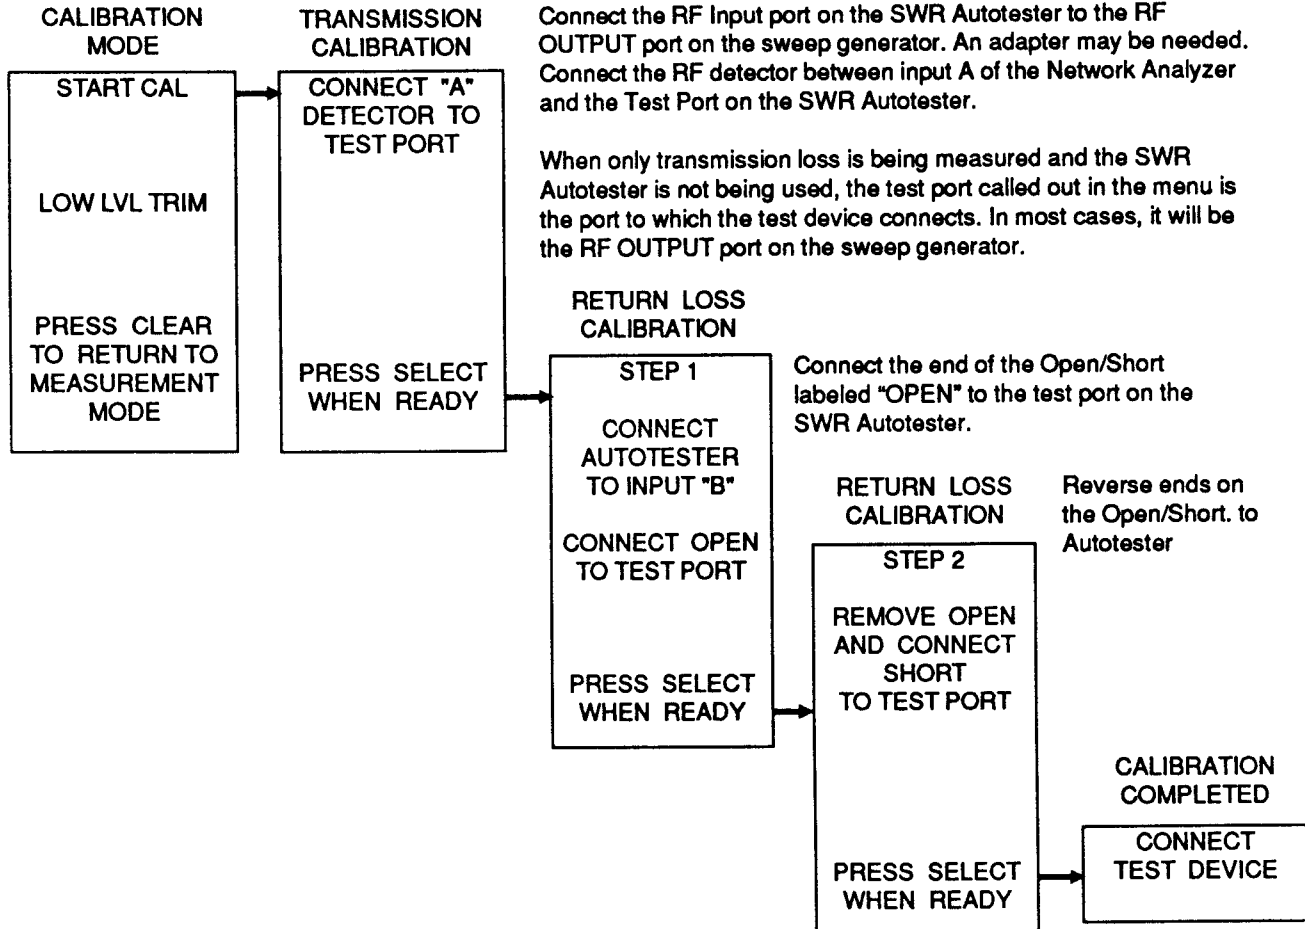 CALIBRATION
MODE
START CAL
LOW LVL TRIM
PRESS CLEAR
TO RETURN TO
MEASUREMENT
MODE
TRANSMISSION
CALIBRATION
CONNECT "A"
DETECTOR TO
TEST PORT
PRESS SELECT
WHEN READY
Connect the RF Input port on the SWR Autotester to the RF
OUTPUT port on the sweep generator. An adapter may be needed.
Connect the RF detector between input A of the Network Analyzer
and the Test Port on the SWR Autotester.
When only transmission loss is being measured and the SWR
Autotester is not being used, the test port called out in the menu is
the port to which the test device connects. In most cases, it will be
the RF OUTPUT port on the sweep generator.
RETURN LOSS
CALIBRATION
STEP 1
CONNECT
AUTOTESTER
TO INPUT "B"
CONNECT OPEN
TO TEST PORT
PRESS SELECT
WHEN READY
Connect the end of the Open/Short
labeled "OPEN" to the test port on the
SWR Autotester.
RETURN LOSS
CALIBRATION
STEP 2
REMOVE OPEN
AND CONNECT
SHORT
TO TEST PORT
PRESS SELECT
WHEN READY
Reverse ends on
the Open/Short. to
Autotester
CALIBRATION
COMPLETED
CONNECT
TEST DEVICE